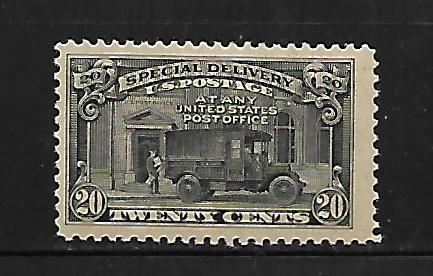 20 SPECIAL DELIVERY 20
U.S. POSTAGE
AT ANY
UNITED STATES
POST OFFICE
20 TWENTY CENTS 20